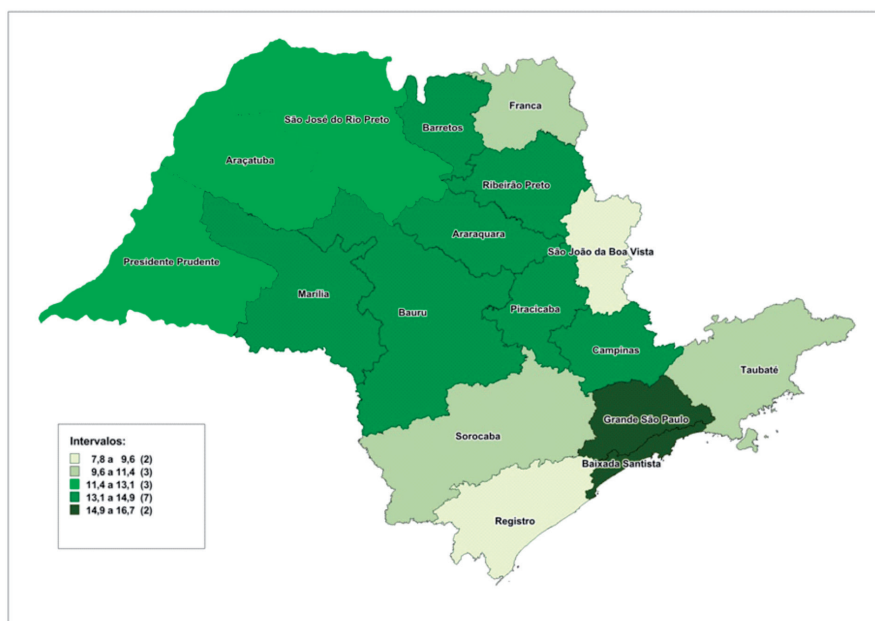 Franca
São José do Rio Preto
Barretos
Araçatuba
Ribeirão Preto
Araraquara
São João da Boa Vista
Presidente Prudente
Marília
Bauru
Piracicaba
Campinas
Taubaté
Grande São Paulo
Sorocaba
Baixada Santista
Registro
Intervalos:
7,8 a 9,6 (2)
9,6 a 11,4 (3)
11,4 a 13,1 (3)
13,1 a 14,9 (7)
14,9 a 16,7 (2)